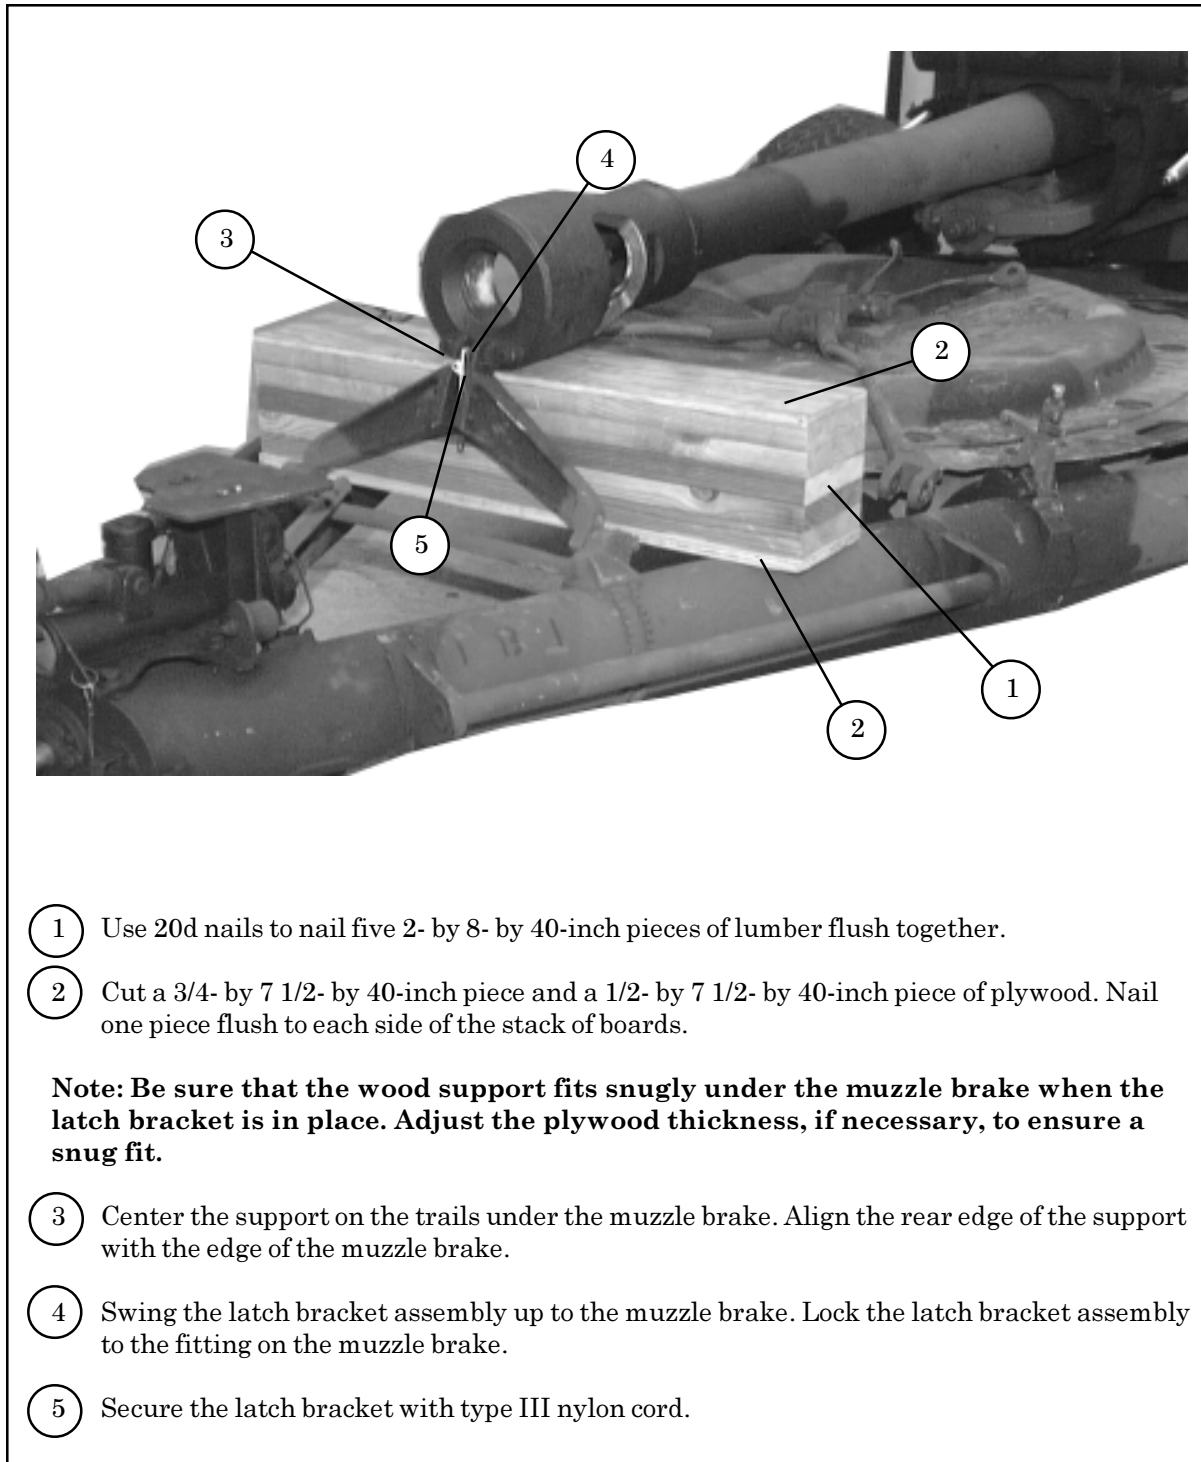 4
3
2
5
1
2
1 Use 20d nails to nail five 2- by 8- by 40-inch pieces of lumber flush together.
2 Cut a 3/4- by 7 1/2- by 40-inch piece and a 1/2- by 7 1/2- by 40-inch piece of plywood. Nail
one piece flush to each side of the stack of boards.
Note: Be sure that the wood support fits snugly under the muzzle brake when the
latch bracket is in place. Adjust the plywood thickness, if necessary, to ensure a
snug fit.
3 Center the support on the trails under the muzzle brake. Align the rear edge of the support
with the edge of the muzzle brake.
4 Swing the latch bracket assembly up to the muzzle brake. Lock the latch bracket assembly
to the fitting on the muzzle brake.
5 Secure the latch bracket with type III nylon cord.